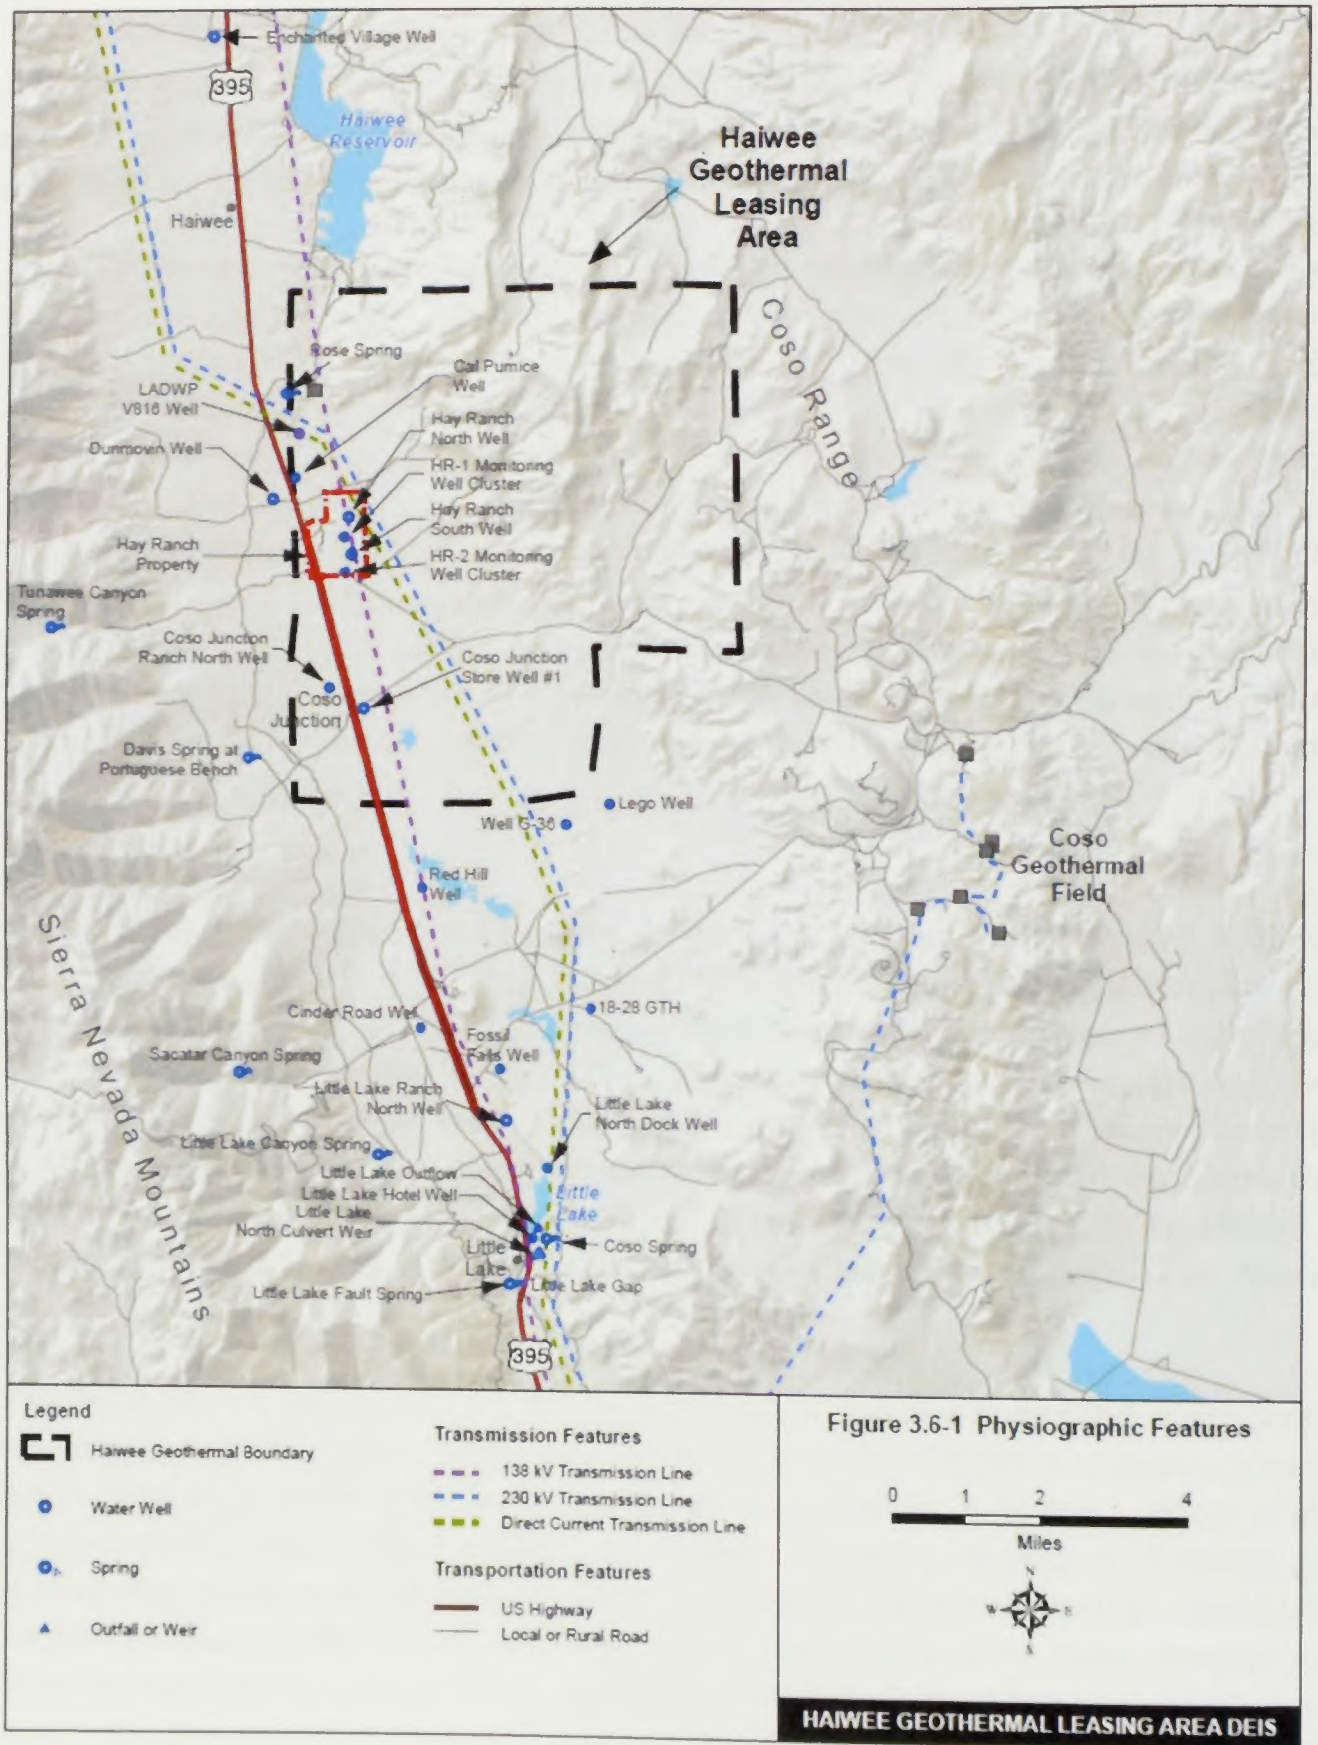 Enchanted Village Well
395
Haiwee
Reservoir
Haiwee
Geothermal
Leasing
Area
Haiwee
Coso Range
Rose Spring
Cal Pumice
Well
LADWP
V816 Well
Hay Ranch
North Well
Dunmovin Well
HR-1 Monitoring
Well Cluster
Hay Ranch
South Well
Hay Ranch
Property
HR-2 Monitoring
Well Cluster
Tunawee Canyon
Spring
Coso Junction
Ranch North Well
Coso Junction
Store Well #1
Coso
Junction
Davis Spring at
Portuguese Bench
Lego Well
Well G-36
Coso
Geothermal
Field
Red Hill
Well
Sierra Nevada Mountains
Cinder Road Well
18-28 GTH
Fossil
Falls Well
Sacatar Canyon Spring
Little Lake Ranch
North Well
Little Lake
North Dock Well
Little Lake Canyon Spring
Little Lake Outflow
Little Lake Hotel Well
Little
Lake
Little Lake
North Culvert Weir
Coso Spring
Little
Lake
Little Lake Fault Spring
Little Lake Gap
395
Legend
Haiwee Geothermal Boundary
Water Well
Spring
Outfall or Weir
Transmission Features
138 kV Transmission Line
230 kV Transmission Line
Direct Current Transmission Line
Transportation Features
US Highway
Local or Rural Road
Figure 3.6-1 Physiographic Features
0 1 2 4
Miles
N
W E
S
HAIWEE GEOTHERMAL LEASING AREA DEIS